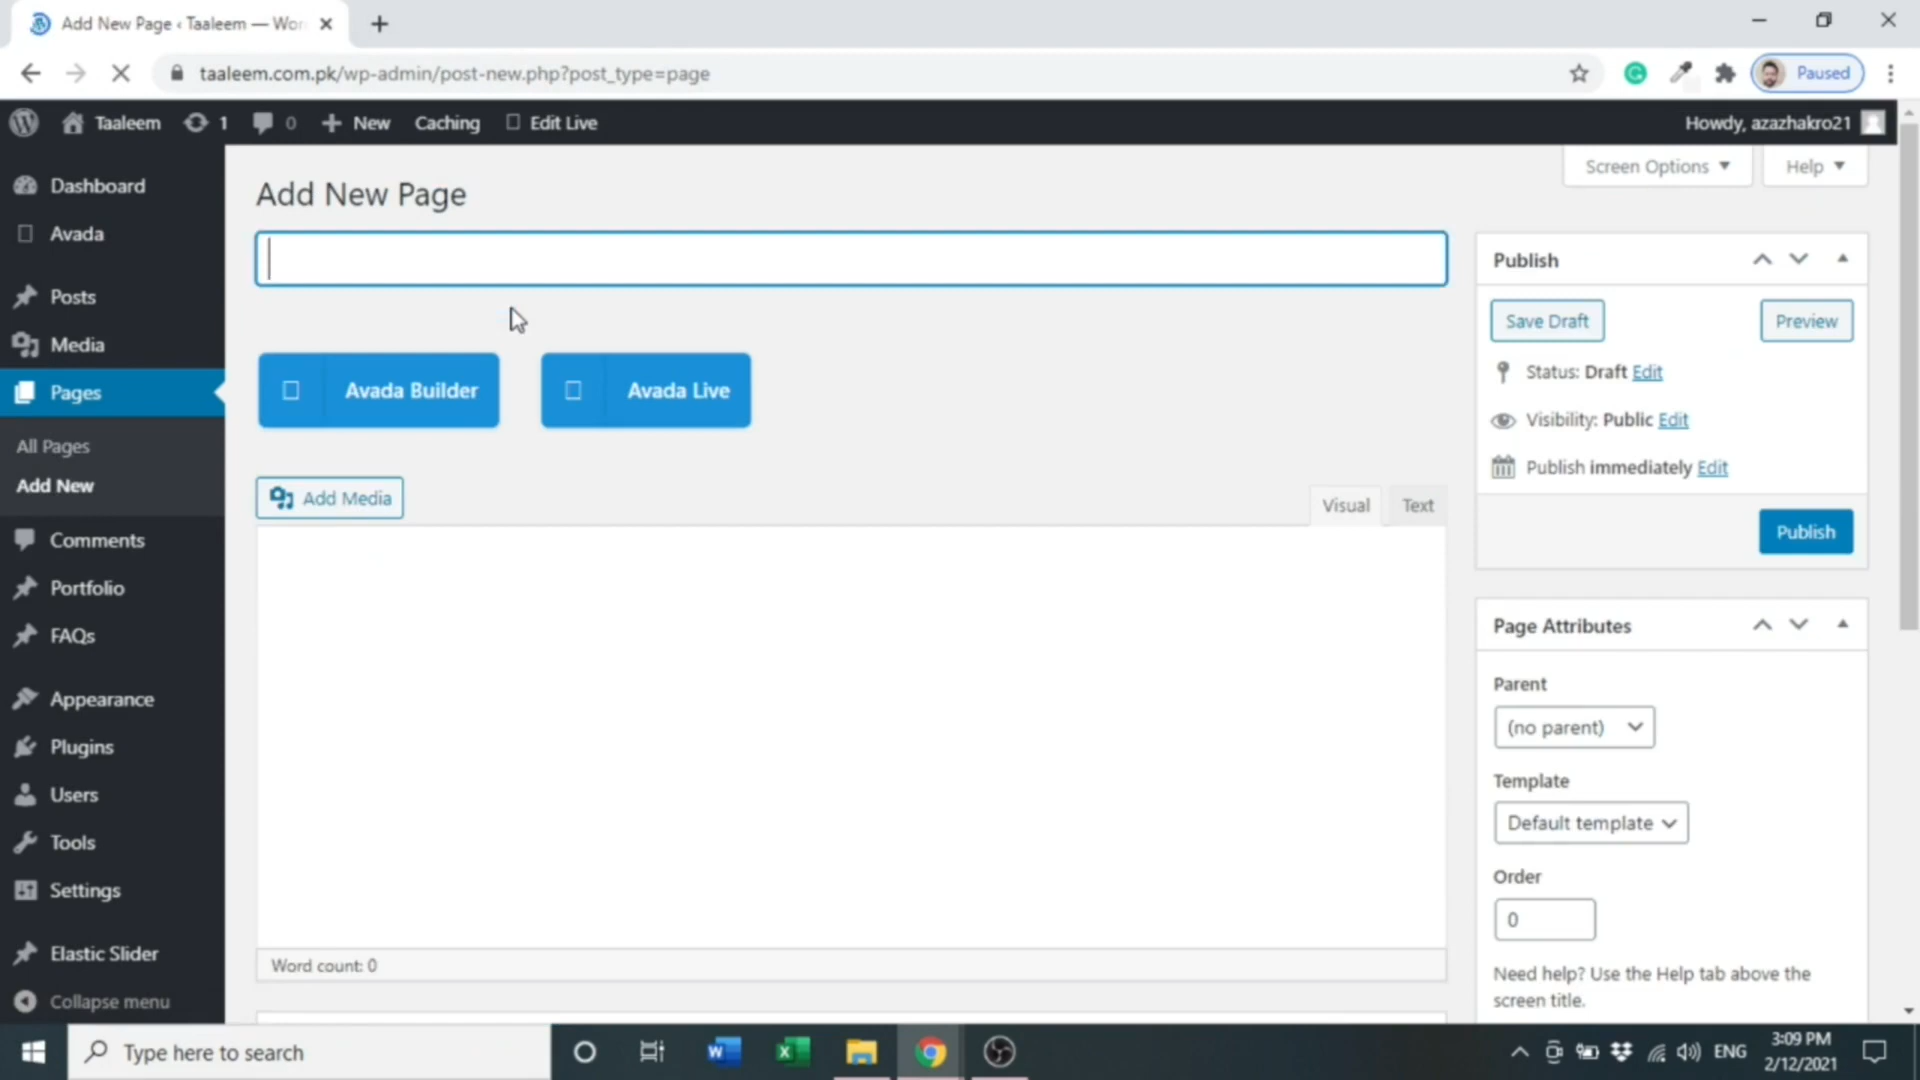 Add New Page ‹ Taaleem — Wor
taaleem.com.pk/wp-admin/post-new.php?post_type=page
Paused
Taaleem
1
0
New
Caching
Edit Live
Howdy, azazhakro21
Dashboard
Avada
Posts
Media
Pages
All Pages
Add New
Comments
Portfolio
FAQs
Appearance
Plugins
Users
Tools
Settings
Elastic Slider
Collapse menu
Screen Options
Help
Add New Page
Avada Builder
Avada Live
Add Media
Visual
Text
Word count: 0
Publish
Save Draft
Preview
Status: Draft Edit
Visibility: Public Edit
Publish immediately Edit
Publish
Page Attributes
Parent
(no parent)
Template
Default template
Order
0
Need help? Use the Help tab above the
screen title.
Type here to search
ENG
3:09 PM
2/12/2021